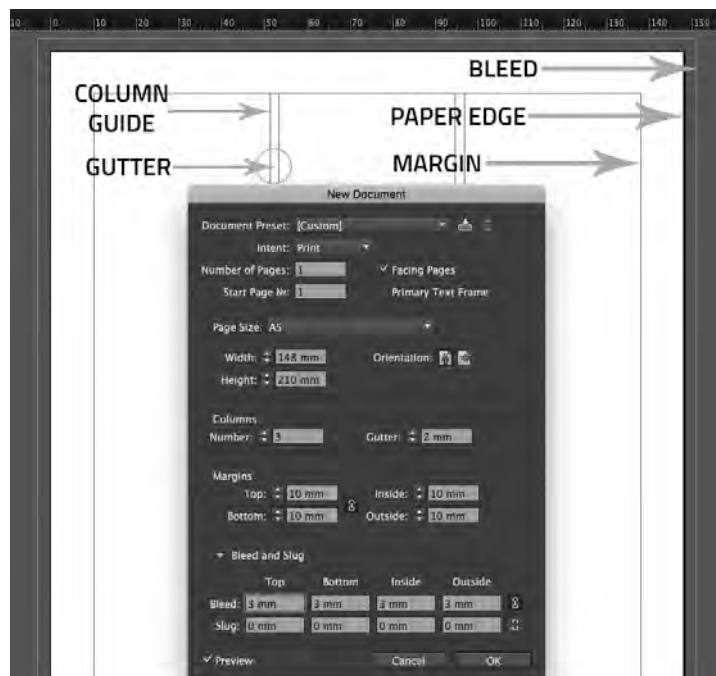 10 0 10 20 30 40 50 60 70 80 90 100 110 120 130 140 150
BLEED
COLUMN
GUIDE
PAPER EDGE
GUTTER
MARGIN
New Document
Document Preset: [Custom]
Intent: Print
Number of Pages: 1 Facing Pages
Start Page №: 1 Primary Text Frame
Page Size: A5
Width: 148 mm Orientation:
Height: 210 mm
Columns
Number: 3 Gutter: 2 mm
Margins
Top: 10 mm Inside: 10 mm
Bottom: 10 mm Outside: 10 mm
Bleed and Slug
Top Bottom Inside Outside
Bleed: 3 mm 3 mm 3 mm 3 mm
Slug: 0 mm 0 mm 0 mm 0 mm
Preview Cancel OK